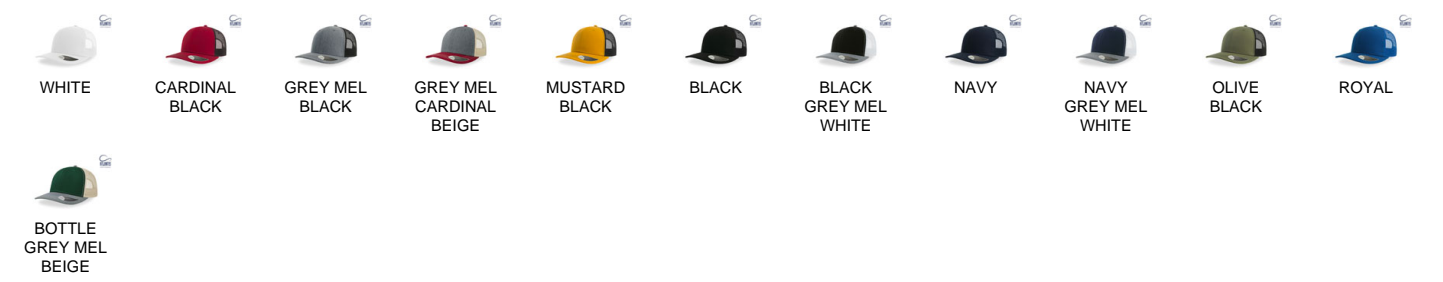 WHITE
CARDINAL
BLACK
GREY MEL
BLACK
GREY MEL
CARDINAL
BEIGE
MUSTARD
BLACK
BLACK
BLACK
GREY MEL
WHITE
NAVY
NAVY
GREY MEL
WHITE
OLIVE
BLACK
ROYAL
BOTTLE
GREY MEL
BEIGE